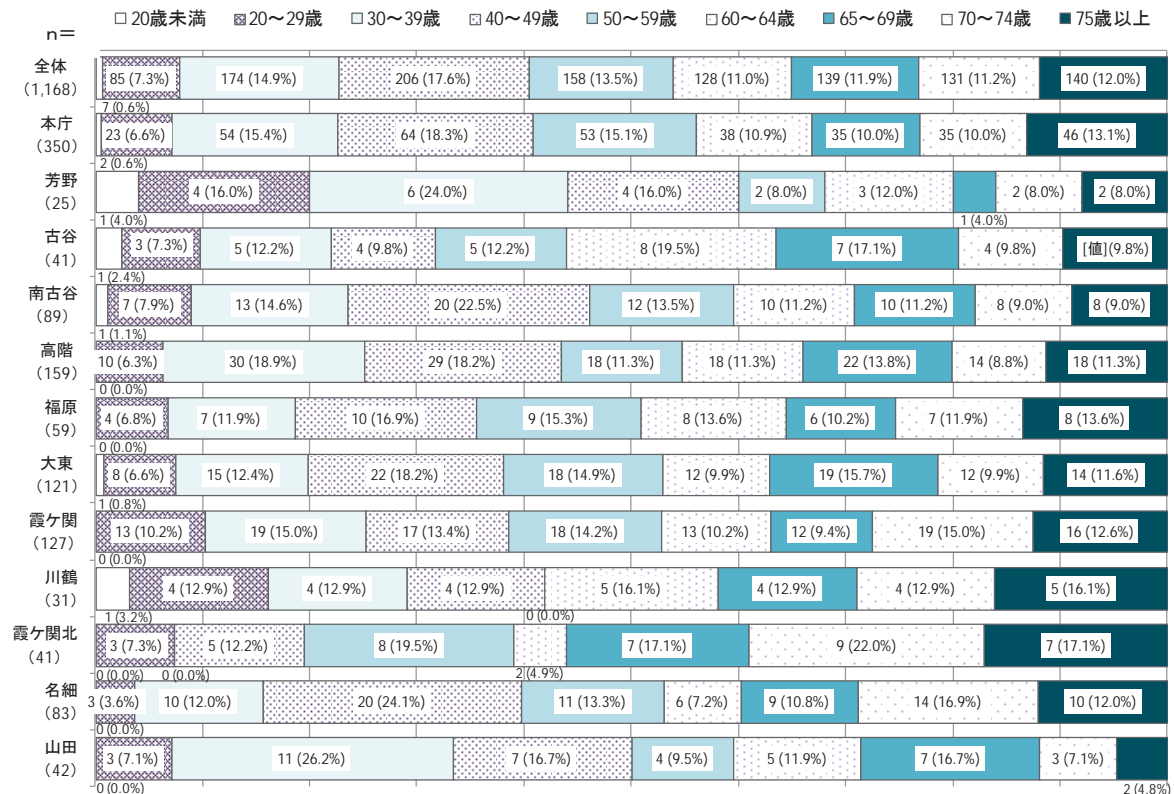 20歳未満 20～29歳 30～39歳 40～49歳 50～59歳 60～64歳 65～69歳 70～74歳 75歳以上
n＝
全体
85 (7.3%) 174 (14.9%) 206 (17.6%) 158 (13.5%) 128 (11.0%) 139 (11.9%) 131 (11.2%) 140 (12.0%)
(1,168)
7 (0.6%)
本庁
23 (6.6%) 54 (15.4%) 64 (18.3%) 53 (15.1%) 38 (10.9%) 35 (10.0%) 35 (10.0%) 46 (13.1%)
(350)
2 (0.6%)
芳野
4 (16.0%) 6 (24.0%) 4 (16.0%) 2 (8.0%) 3 (12.0%) 2 (8.0%) 2 (8.0%)
(25)
1 (4.0%) 1 (4.0%)
古谷
3 (7.3%) 5 (12.2%) 4 (9.8%) 5 (12.2%) 8 (19.5%) 7 (17.1%) 4 (9.8%) [値](9.8%)
(41)
1 (2.4%)
南古谷
7 (7.9%) 13 (14.6%) 20 (22.5%) 12 (13.5%) 10 (11.2%) 10 (11.2%) 8 (9.0%) 8 (9.0%)
(89)
1 (1.1%)
高階
10 (6.3%) 30 (18.9%) 29 (18.2%) 18 (11.3%) 18 (11.3%) 22 (13.8%) 14 (8.8%) 18 (11.3%)
(159)
0 (0.0%)
福原
4 (6.8%) 7 (11.9%) 10 (16.9%) 9 (15.3%) 8 (13.6%) 6 (10.2%) 7 (11.9%) 8 (13.6%)
(59)
0 (0.0%)
大東
8 (6.6%) 15 (12.4%) 22 (18.2%) 18 (14.9%) 12 (9.9%) 19 (15.7%) 12 (9.9%) 14 (11.6%)
(121)
1 (0.8%)
霞ケ関
13 (10.2%) 19 (15.0%) 17 (13.4%) 18 (14.2%) 13 (10.2%) 12 (9.4%) 19 (15.0%) 16 (12.6%)
(127)
0 (0.0%)
川鶴
4 (12.9%) 4 (12.9%) 4 (12.9%) 5 (16.1%) 4 (12.9%) 4 (12.9%) 5 (16.1%)
(31)
1 (3.2%) 0 (0.0%)
霞ケ関北
3 (7.3%) 5 (12.2%) 8 (19.5%) 7 (17.1%) 9 (22.0%) 7 (17.1%)
(41)
0 (0.0%) 0 (0.0%) 2 (4.9%)
名細
3 (3.6%) 10 (12.0%) 20 (24.1%) 11 (13.3%) 6 (7.2%) 9 (10.8%) 14 (16.9%) 10 (12.0%)
(83)
0 (0.0%)
山田
3 (7.1%) 11 (26.2%) 7 (16.7%) 4 (9.5%) 5 (11.9%) 7 (16.7%) 3 (7.1%)
(42)
0 (0.0%) 2 (4.8%)